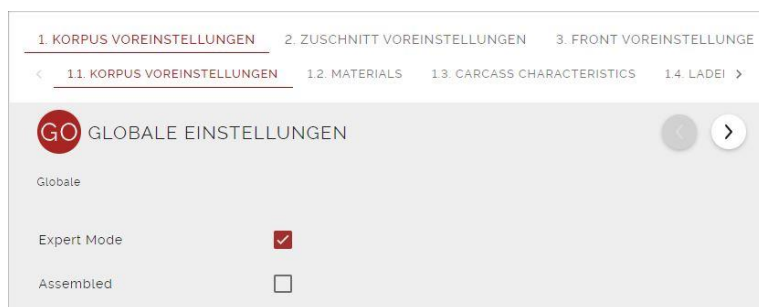 1. KORPUS VOREINSTELLUNGEN 2. ZUSCHNITT VOREINSTELLUNGEN 3. FRONT VOREINSTELLUNGE
1.1. KORPUS VOREINSTELLUNGEN 1.2. MATERIALS 1.3. CARCASS CHARACTERISTICS 1.4. LADEI
GO GLOBALE EINSTELLUNGEN
Globale
Expert Mode
Assembled